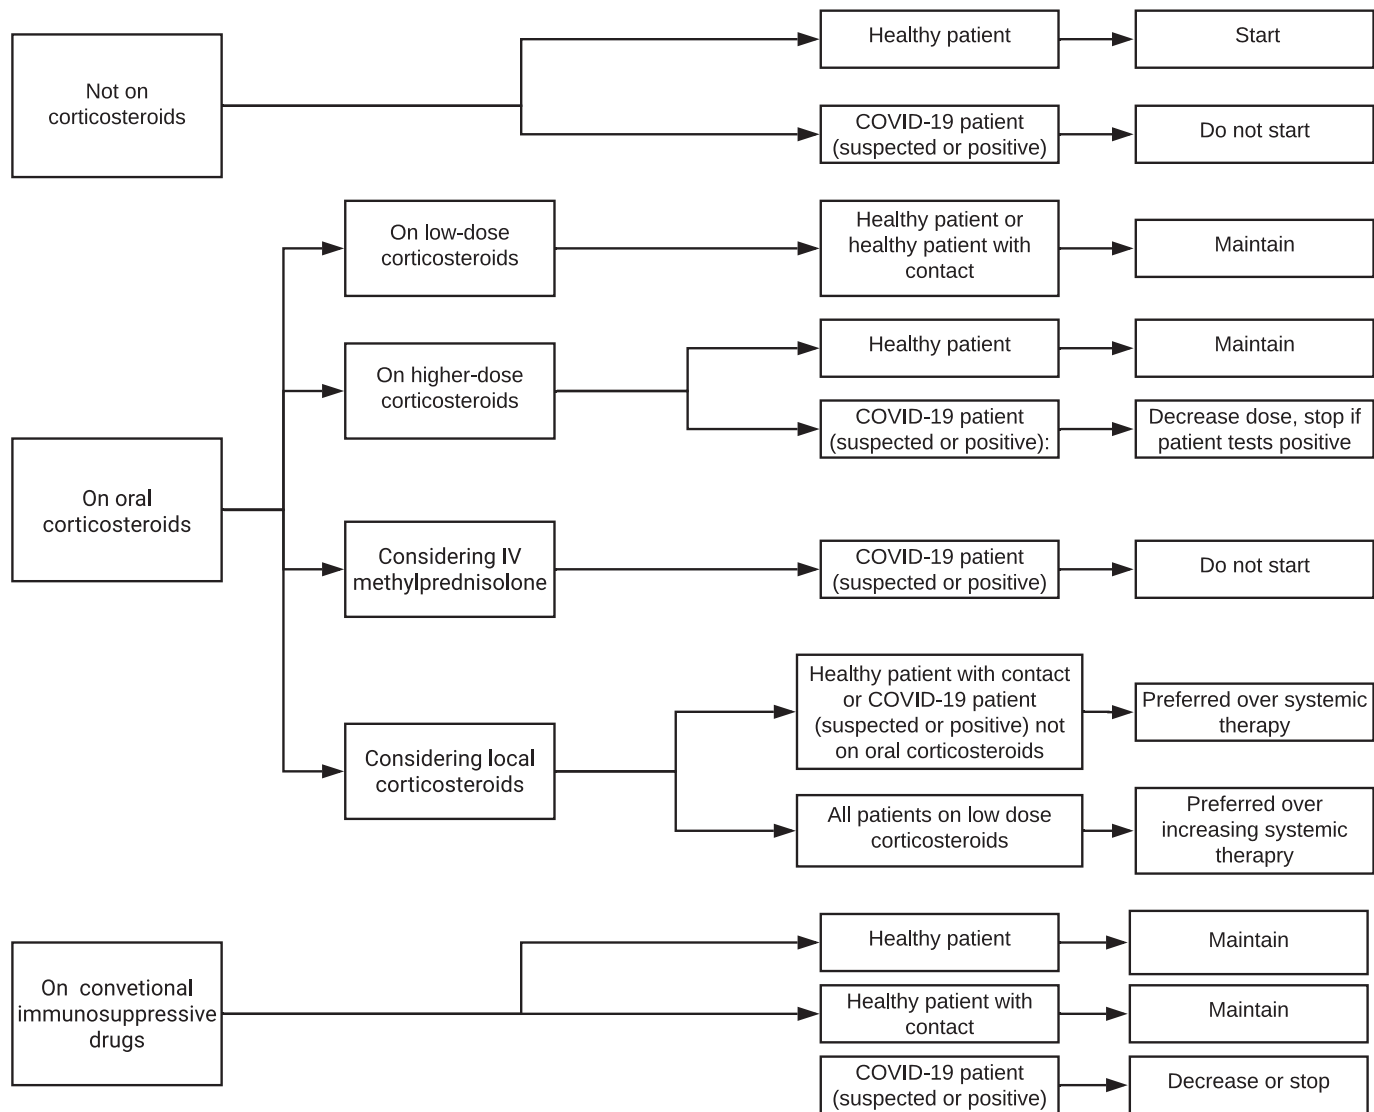 Not on
corticosteroids
Healthy patient
Start
COVID-19 patient
(suspected or positive)
Do not start
On oral
corticosteroids
On low-dose
corticosteroids
Healthy patient or
healthy patient with
contact
Maintain
On higher-dose
corticosteroids
Healthy patient
Maintain
COVID-19 patient
(suspected or positive):
Decrease dose, stop if
patient tests positive
Considering IV
methylprednisolone
COVID-19 patient
(suspected or positive)
Do not start
Considering local
corticosteroids
Healthy patient with contact
or COVID-19 patient
(suspected or positive) not
on oral corticosteroids
Preferred over systemic
therapy
All patients on low dose
corticosteroids
Preferred over
increasing systemic
theraprу
On convetional
immunosuppressive
drugs
Healthy patient
Maintain
Healthy patient with
contact
Maintain
COVID-19 patient
(suspected or positive)
Decrease or stop